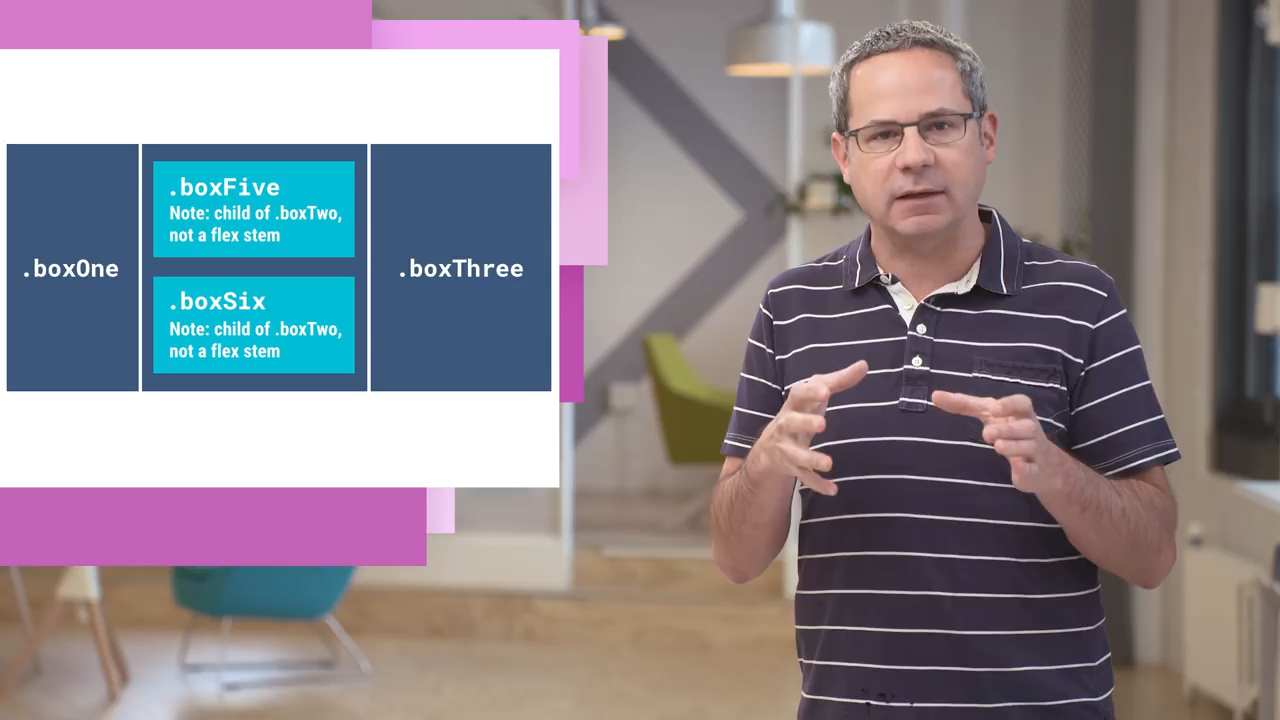 .boxOne
.boxFive
Note: child of .boxTwo,
not a flex stem
.boxSix
Note: child of .boxTwo,
not a flex stem
.boxThree